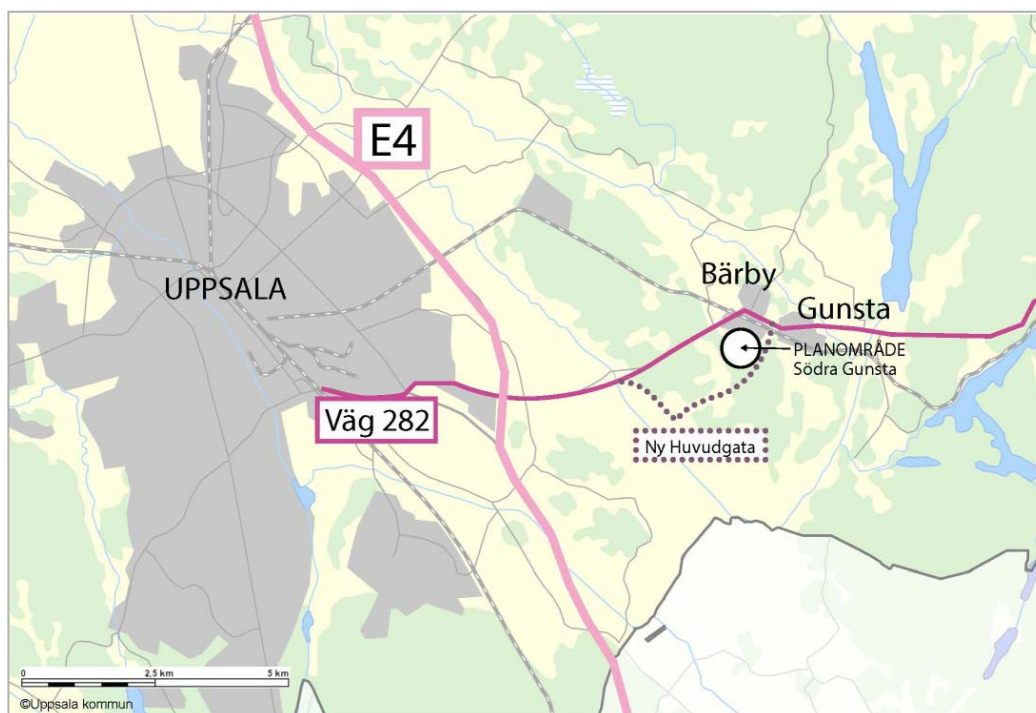 E4
UPPSALA
Bärby
Gunsta
PLANOMRÅDE
Södra Gunsta
Väg 282
Ny Huvudgata
0 2,5 km 5 km
©Uppsala kommun